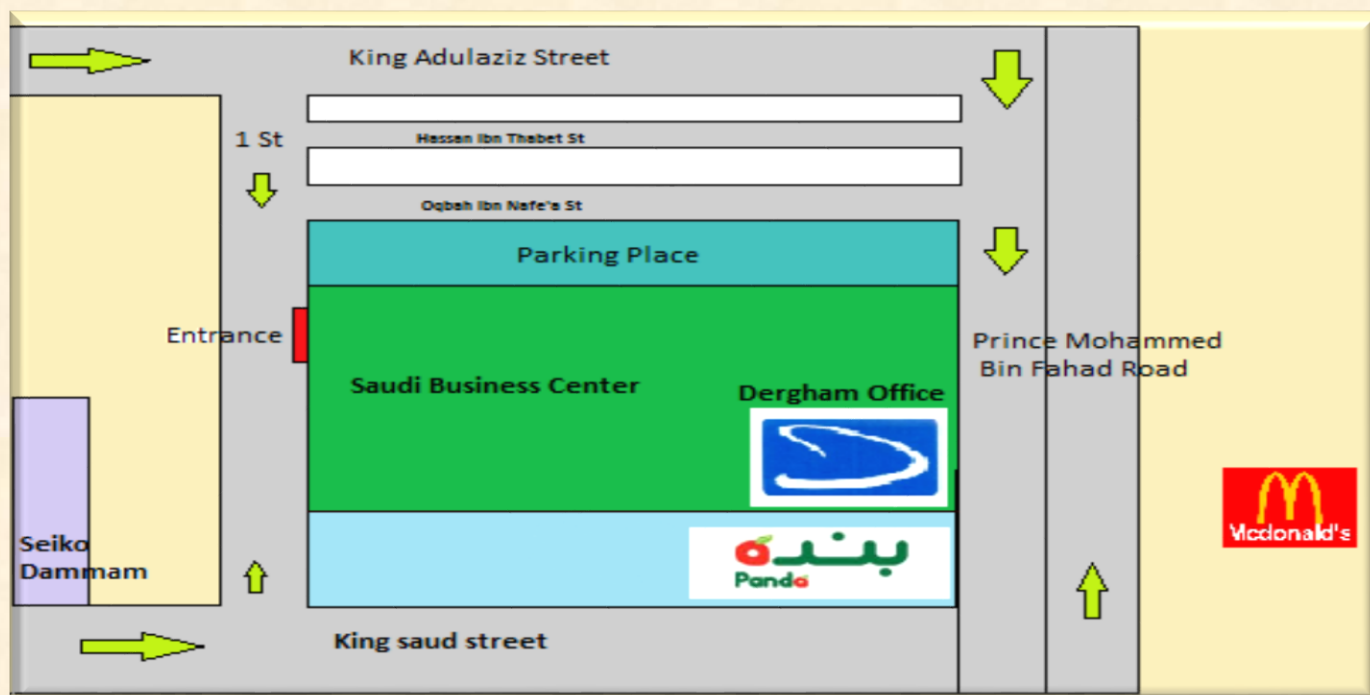 King Adulaziz Street
1 St
Hassan Ibn Thabet St
Oqbah Ibn Nafe'a St
Parking Place
Entrance
Prince Mohammed
Bin Fahad Road
Saudi Business Center
Dergham Office
Seiko
Dammam
بنده
Panda
Mcdonald's
King saud street